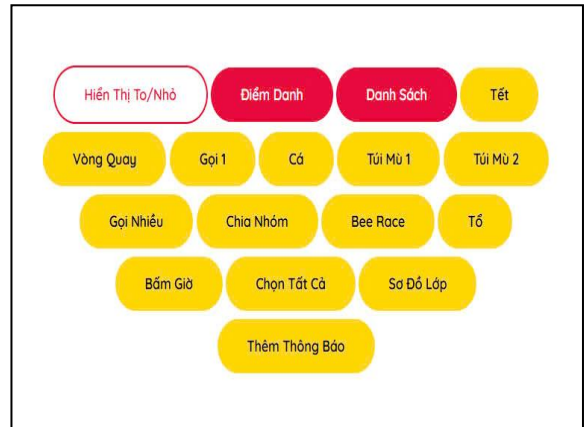 Hiển Thị To/Nhỏ Điểm Danh Danh Sách Tết
Vòng Quay Gọi 1 Cá Túi Mù 1 Túi Mù 2
Gọi Nhiều Chia Nhóm Bee Race Tổ
Bấm Giờ Chọn Tất Cả Sơ Đồ Lớp
Thêm Thông Báo